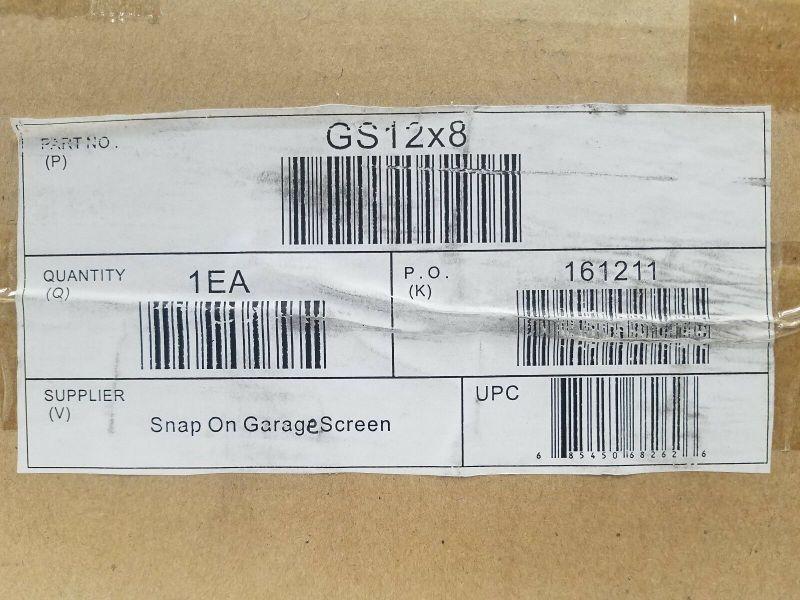 PART NO.
(P)
GS12x8
QUANTITY
(Q)
1EA
P.O.
(K)
161211
SUPPLIER
(V)
Snap On GarageScreen
UPC
6 85450 68262 6